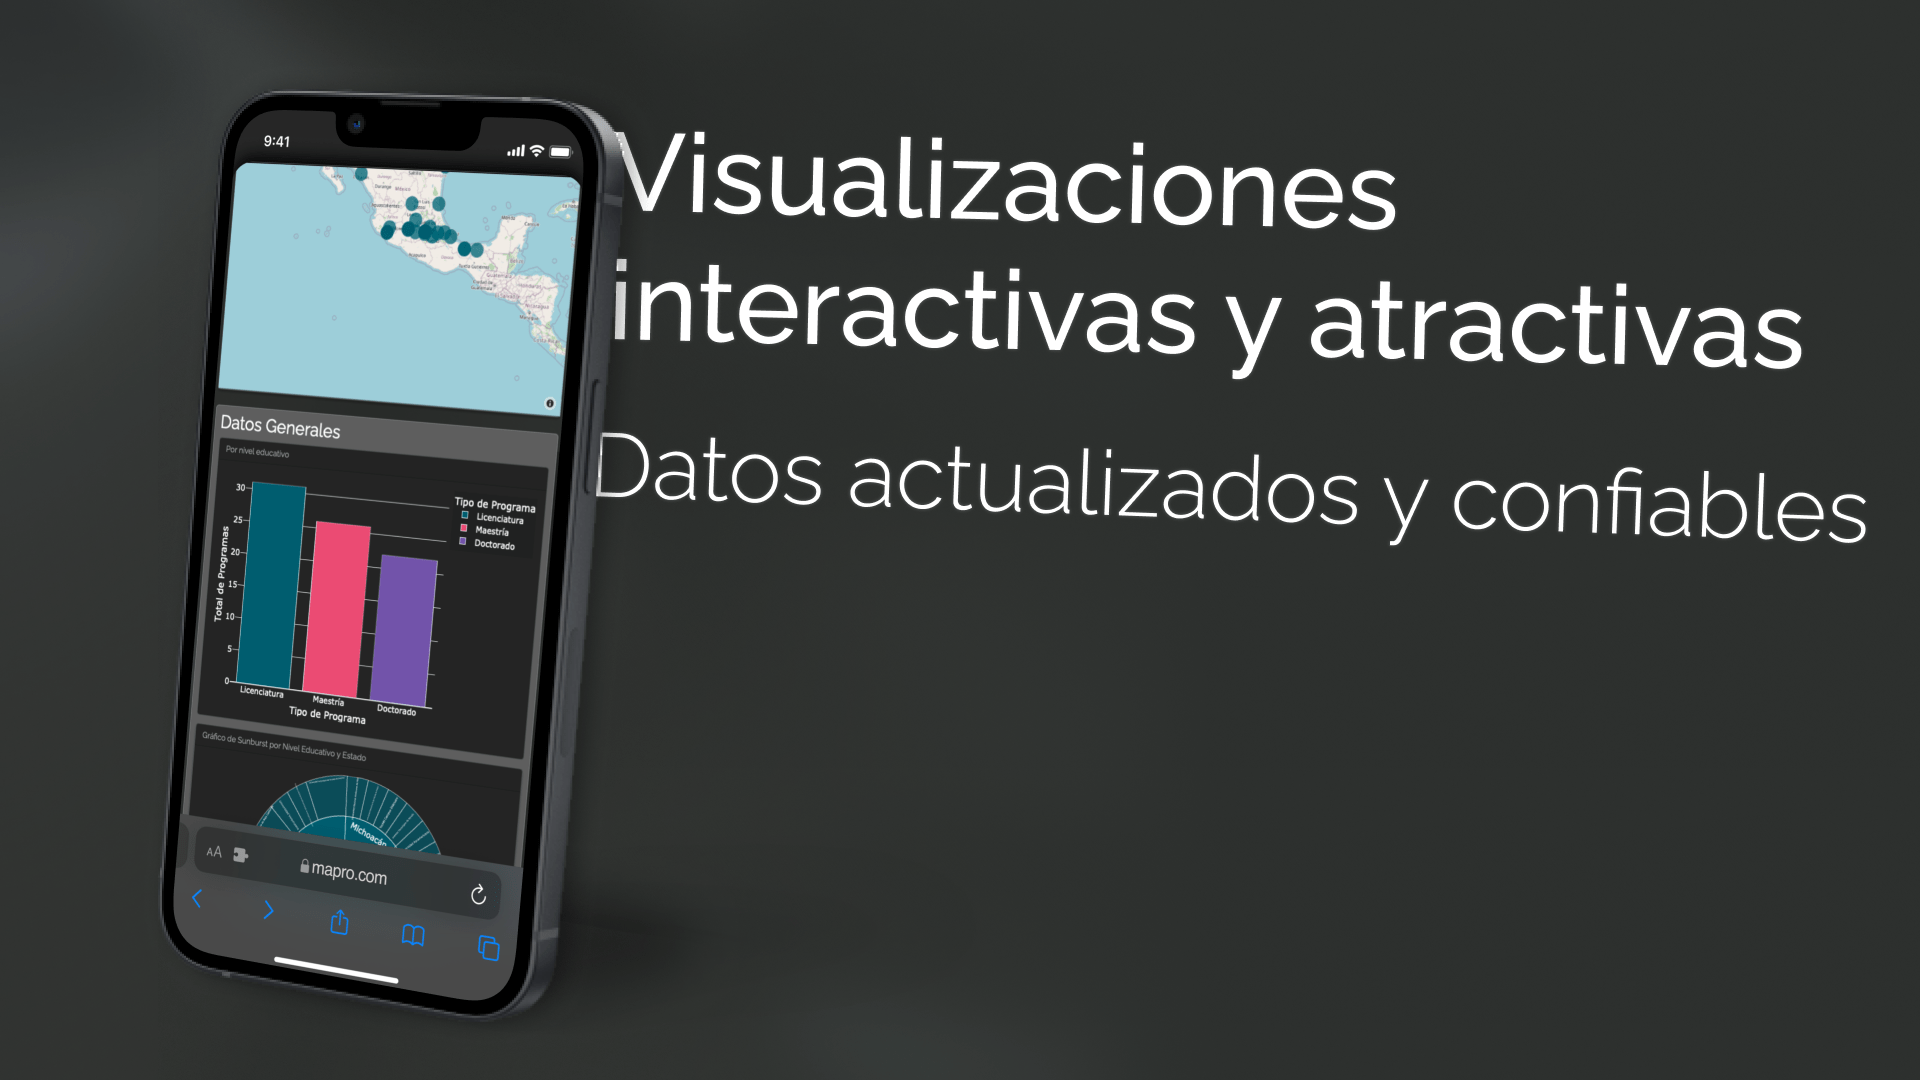 Visualizaciones
interactivas y atractivas
Datos actualizados y confiables
9:41
Datos Generales
Por nivel educativo
30
25
20
15
10
5
0
Total de Programas
Licenciatura
Maestría
Doctorado
Tipo de Programa
Tipo de Programa
Licenciatura
Maestría
Doctorado
Gráfico de Sunburst por Nivel Educativo y Estado
Michoacán
AA
mapro.com